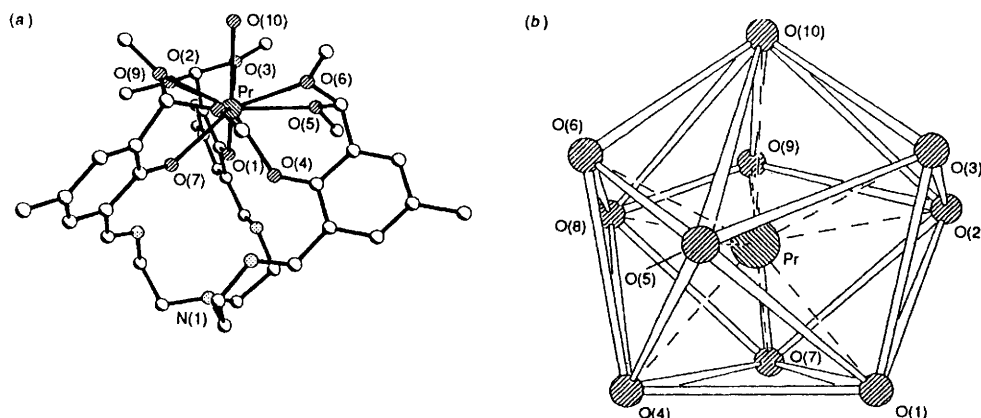 (a)
O(10)
O(2)
O(3)
O(9)
Pr
O(6)
O(5)
O(1)
O(4)
O(7)
N(1)
(b)
O(10)
O(6)
O(9)
O(3)
O(8)
O(2)
O(5)
Pr
O(7)
O(4)
O(1)